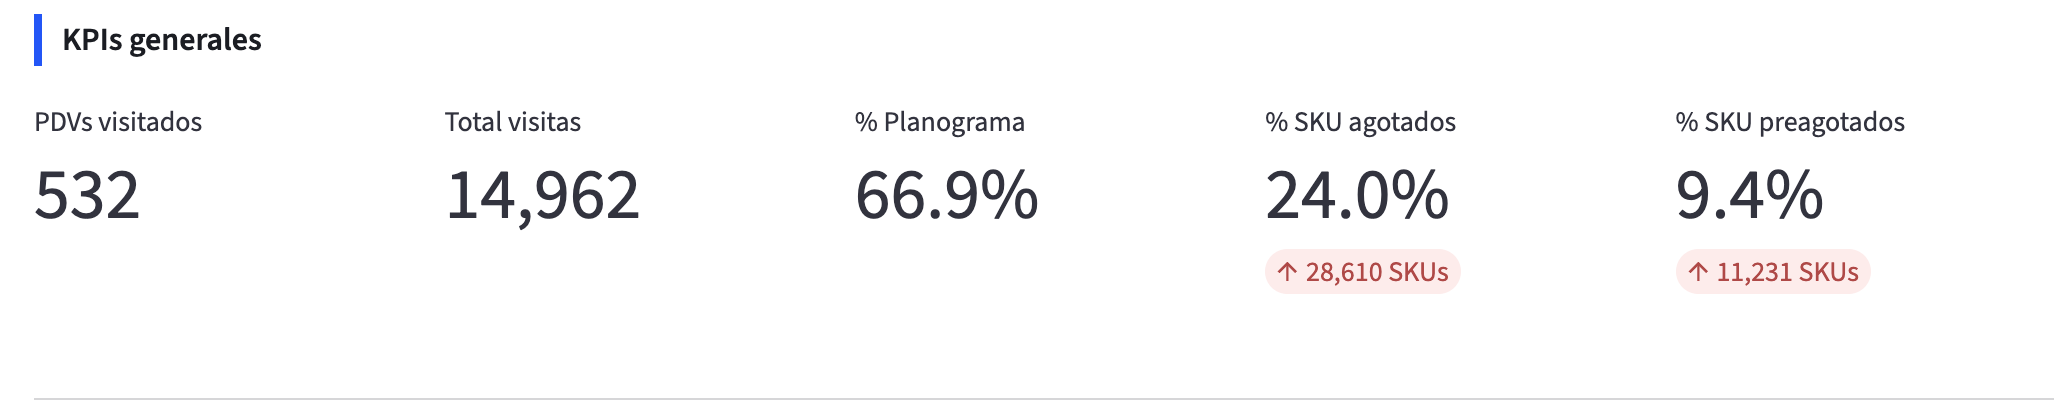 KPIs generales
PDVs visitados
532
Total visitas
14,962
% Planograma
66.9%
% SKU agotados
24.0%
↑ 28,610 SKUs
% SKU preagotados
9.4%
↑ 11,231 SKUs